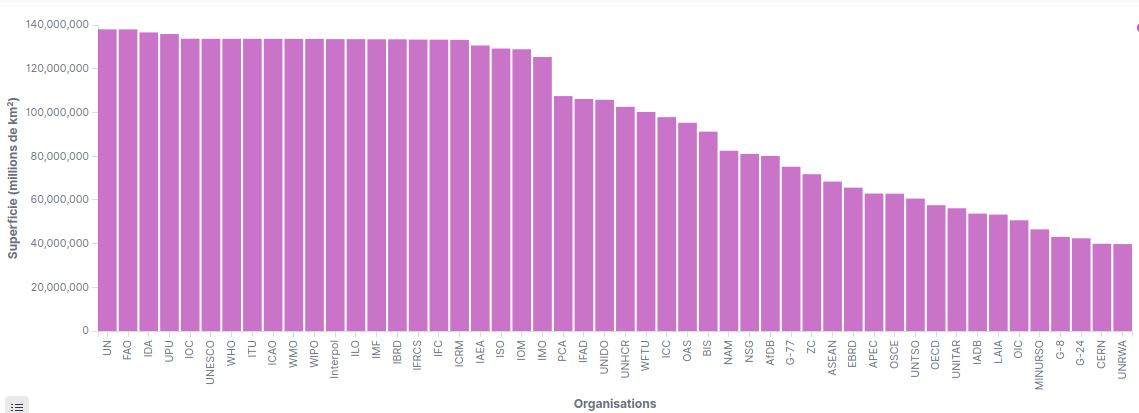 140,000,000
120,000,000
100,000,000
80,000,000
60,000,000
40,000,000
20,000,000
0
Superficie (millions de km²)
UN
FAO
IDA
UPU
IOC
UNESCO
WHO
ITU
ICAO
WMO
WIPO
Interpol
ILO
IMF
IBRD
IFRCS
IFC
ICRM
IAEA
ISO
IOM
IMO
PCA
IFAD
UNIDO
UNHCR
WFTU
ICC
OAS
BIS
NAM
NSG
AfDB
G-77
ZC
ASEAN
EBRD
APEC
OSCE
UNTSO
OECD
UNITAR
IADB
LAIA
OIC
MINURSO
G-8
G-24
CERN
UNRWA
Organisations